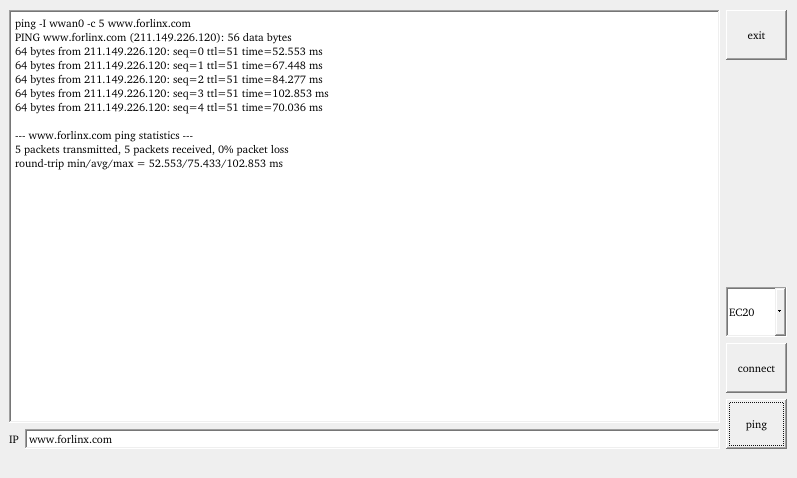 ping -I wwan0 -c 5 www.forlinx.com
PING www.forlinx.com (211.149.226.120): 56 data bytes
64 bytes from 211.149.226.120: seq=0 ttl=51 time=52.553 ms
64 bytes from 211.149.226.120: seq=1 ttl=51 time=67.448 ms
64 bytes from 211.149.226.120: seq=2 ttl=51 time=84.277 ms
64 bytes from 211.149.226.120: seq=3 ttl=51 time=102.853 ms
64 bytes from 211.149.226.120: seq=4 ttl=51 time=70.036 ms
--- www.forlinx.com ping statistics ---
5 packets transmitted, 5 packets received, 0% packet loss
round-trip min/avg/max = 52.553/75.433/102.853 ms
exit
EC20
connect
ping
IP www.forlinx.com